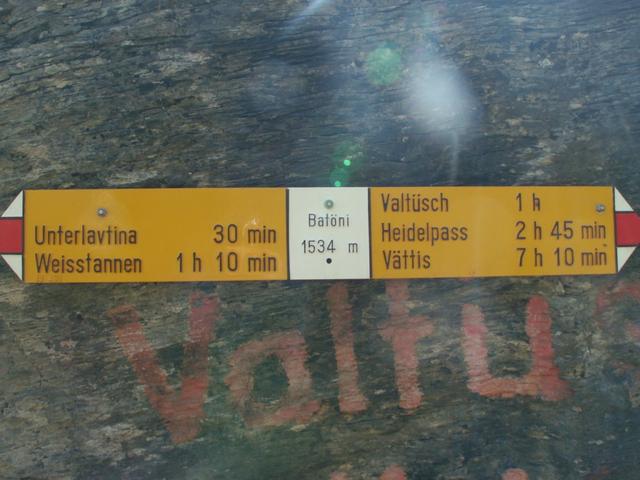 Unterlavtina 30 min
Weisstannen 1 h 10 min
Batöni
1534 m
Valtüsch 1 h
Heidelpass 2 h 45 min
Vättis 7 h 10 min
Valtu